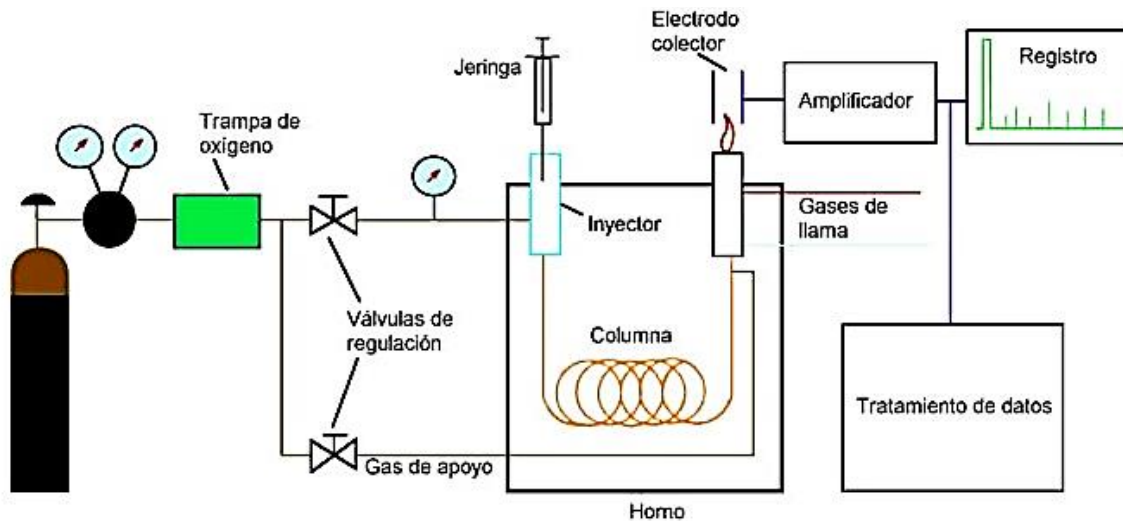 Electrodo
colector
Jeringa
Registro
Amplificador
Trampa de
oxígeno
Inyector
Gases de
llama
Válvulas de
regulación
Columna
Tratamiento de datos
Gas de apoyo
Horno